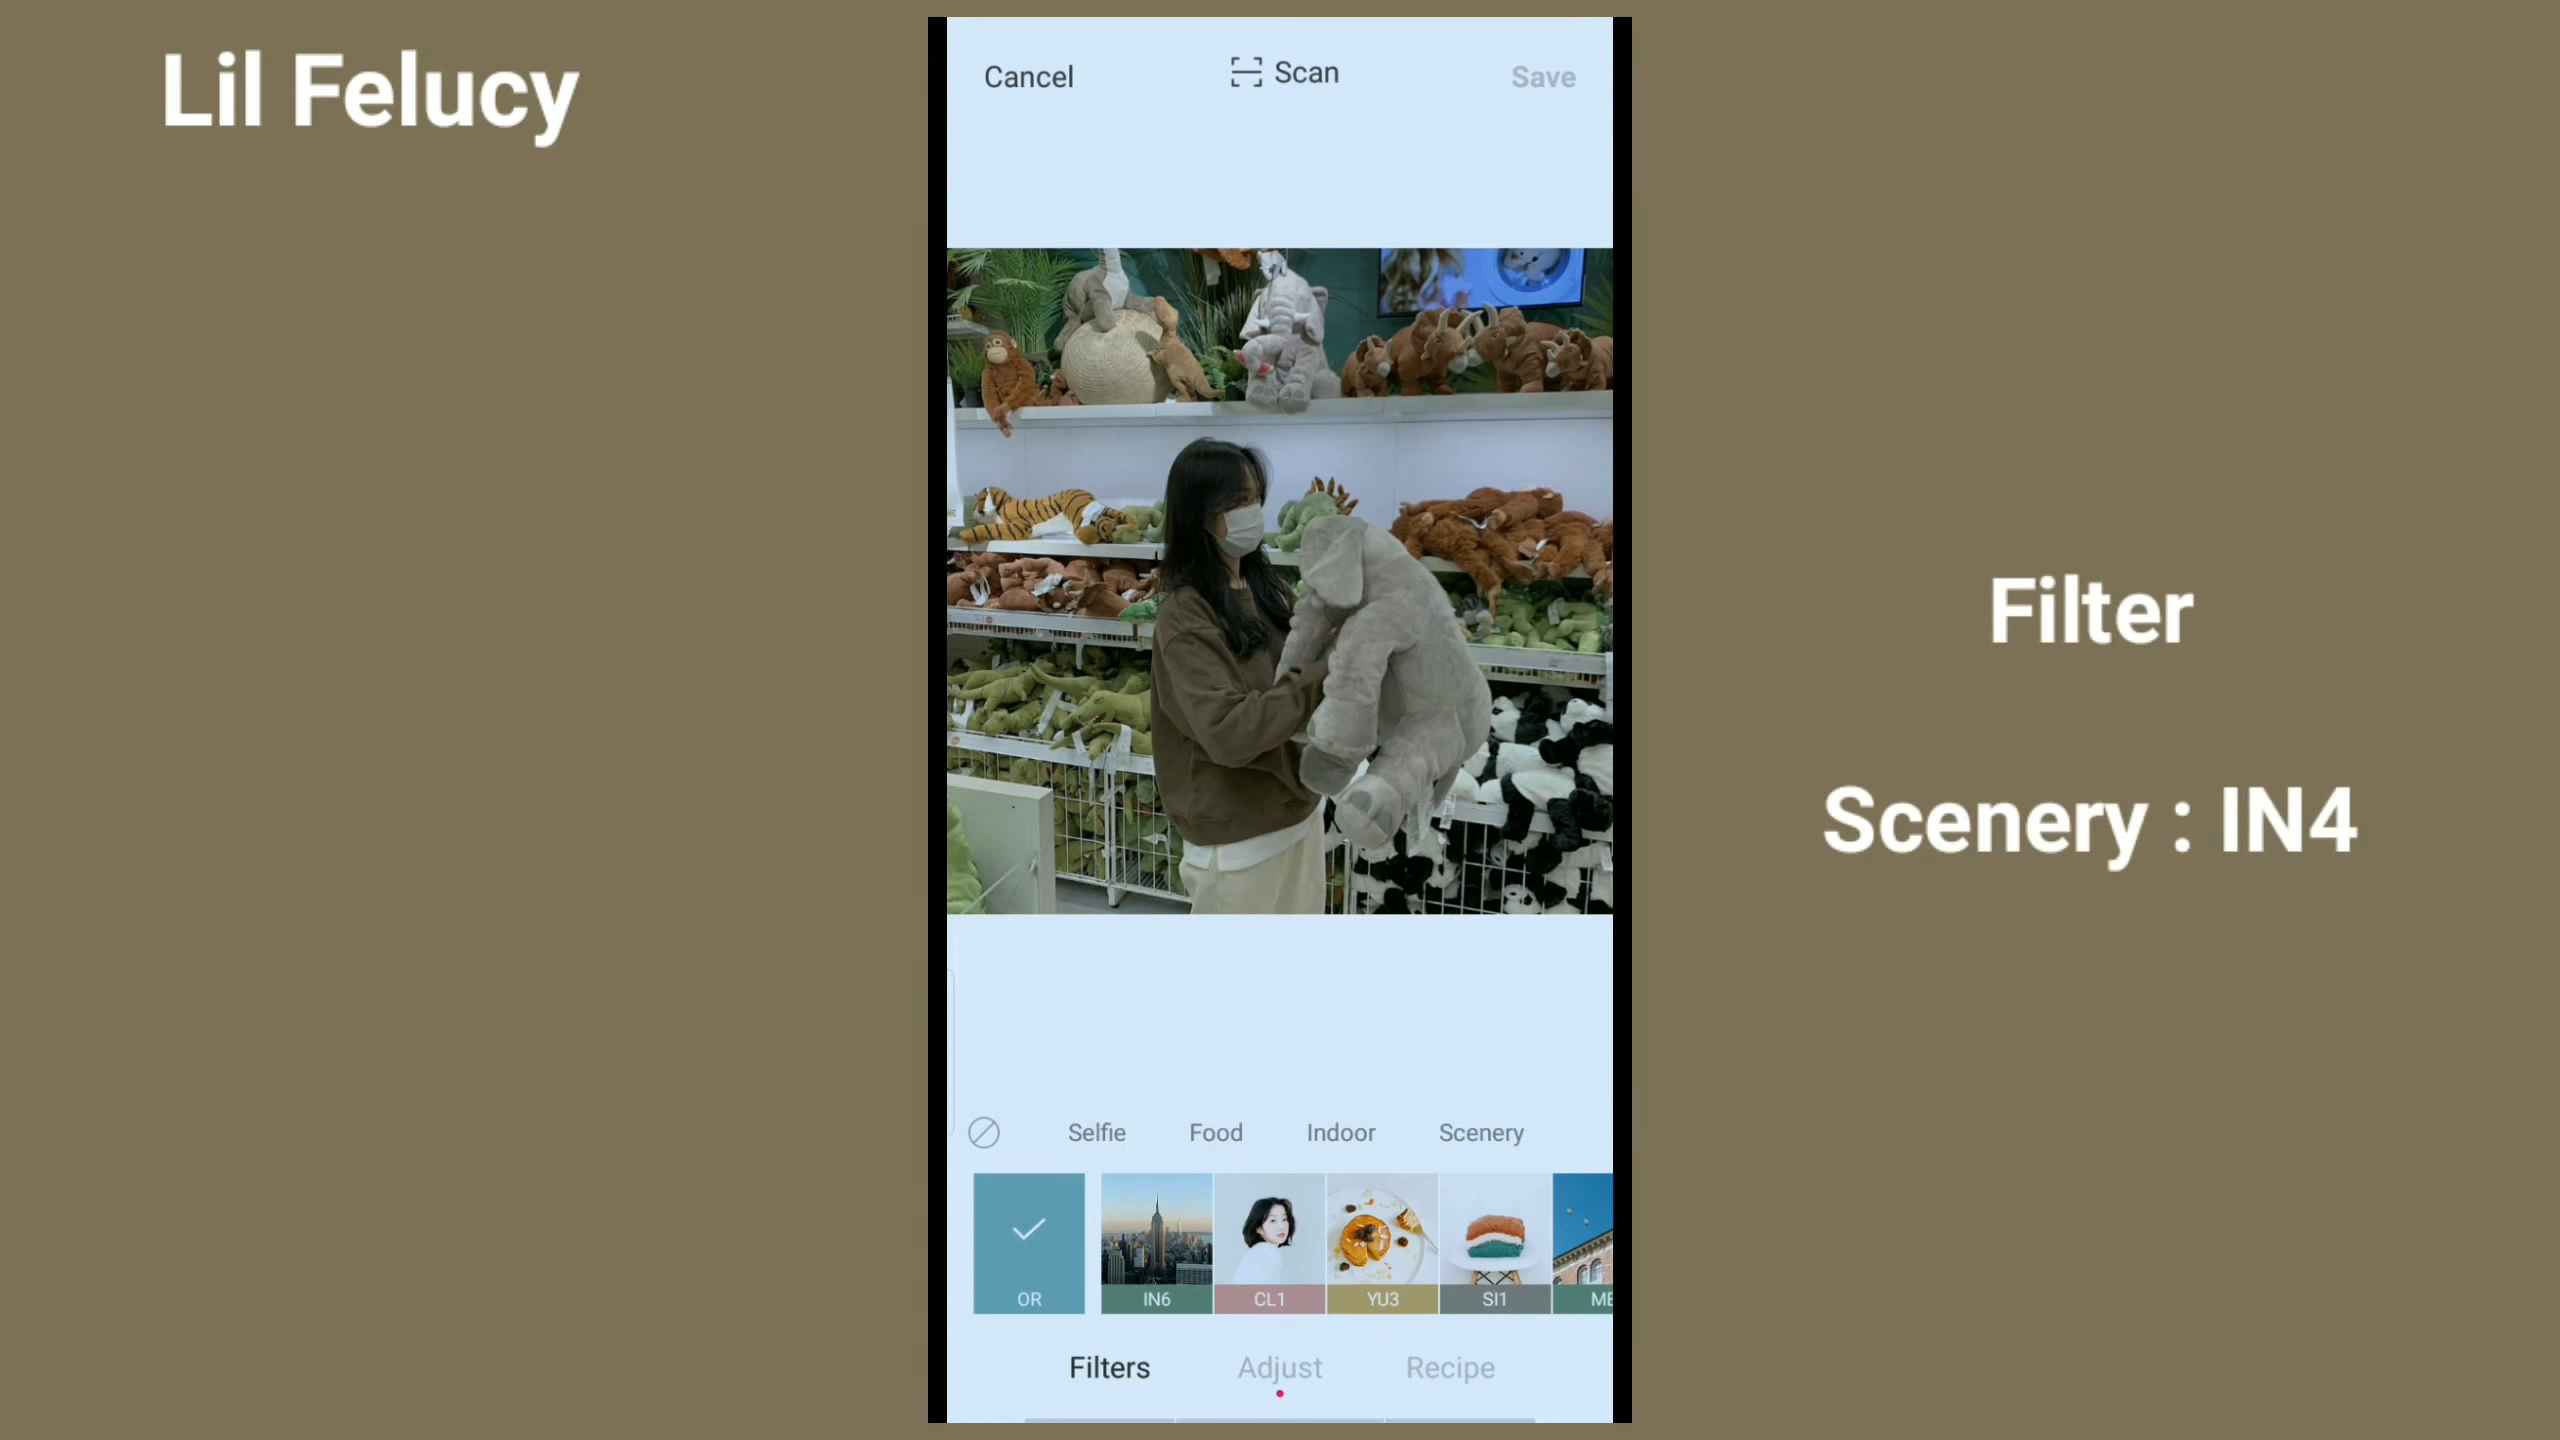 Lil Felucy
Cancel
Scan
Save
Filter
Scenery : IN4
Selfie
Food
Indoor
Scenery
OR
IN6
CL1
YU3
SI1
Filters
Adjust
Recipe